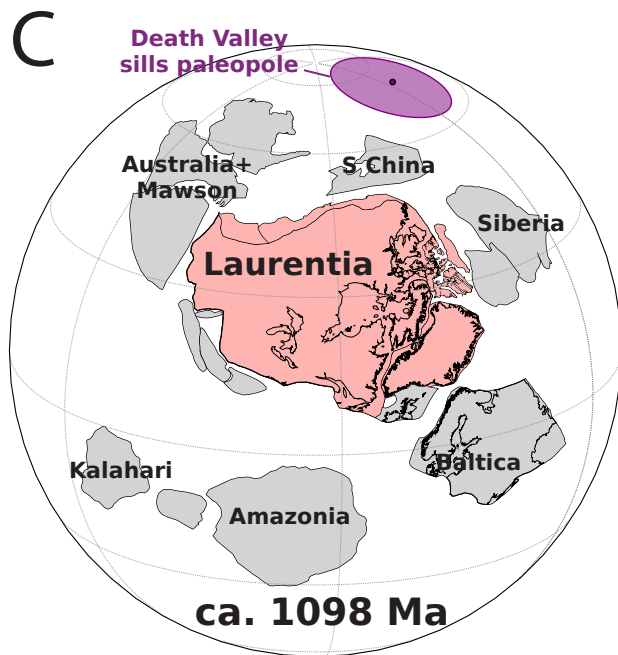 C
Death Valley
sills paleopole
Australia+
Mawson
S China
Siberia
Laurentia
Kalahari
Baltica
Amazonia
ca. 1098 Ma